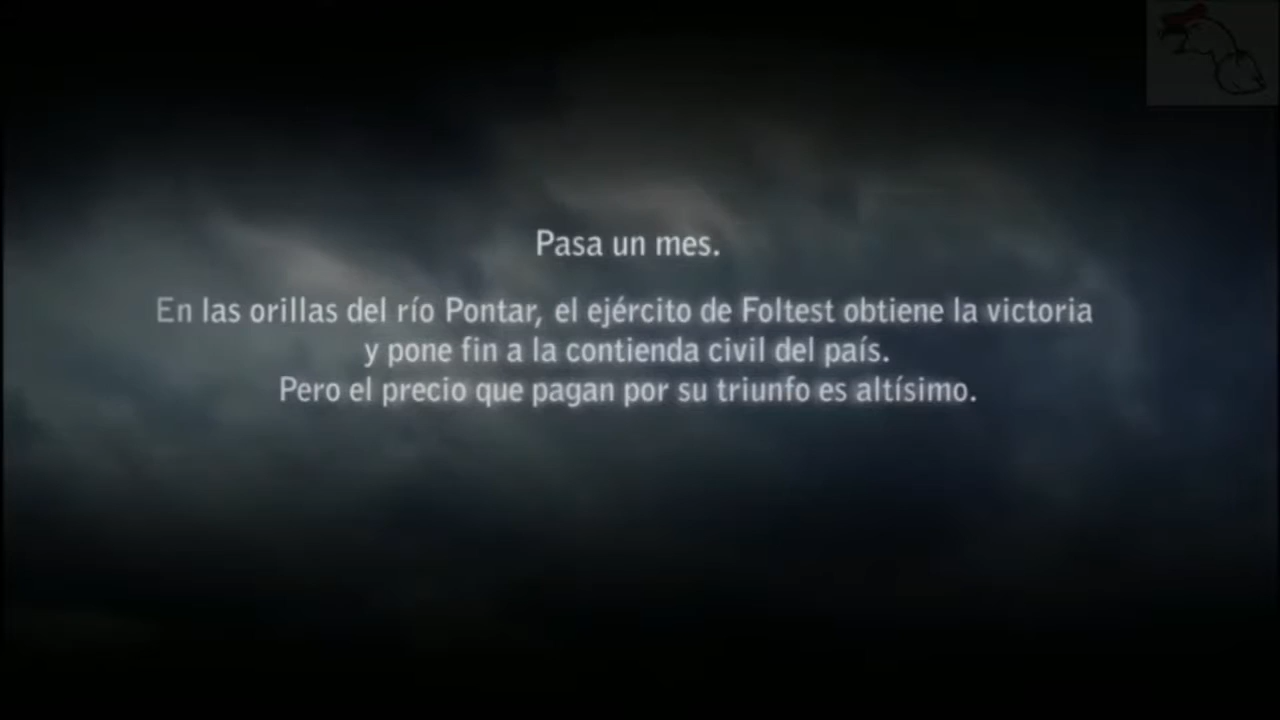 Pasa un mes.
En las orillas del río Pontar, el ejército de Foltest obtiene la victoria
y pone fin a la contienda civil del país.
Pero el precio que pagan por su triunfo es altísimo.